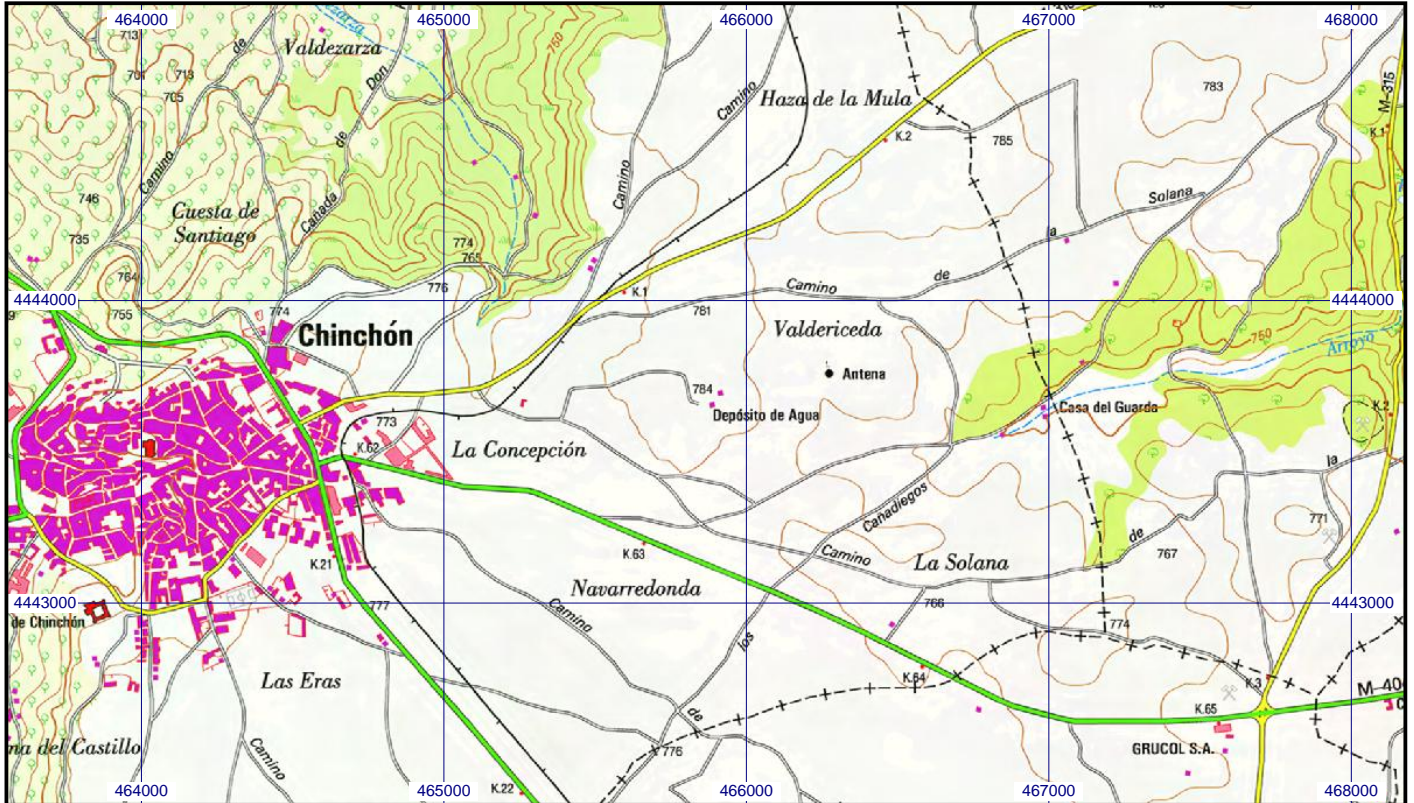 464000
465000
466000
467000
468000
713
Valdezarza
de
750
Don
713
705
de
Camino
Haza de la Mula
783
M-315
K.1
K.2
785
746
Camino
Cañada
Camino
Solana
Cuesta de
Santiago
735
774
765
la
764
776
de
Camino
4444000
4444000
K.1
755
774
781
Chinchón
Valdericeda
750
Arroyo
Antena
784
Depósito de Agua
Casa del Guarda
K.2
773
K.62
La Concepción
la
Cañadiegos
771
K.63
Camino
de
767
K.21
La Solana
Navarredonda
777
4443000
4443000
de Chinchón
Camino
766
774
los
Las Eras
K.64
K.3
M-40
de
K.65
776
na del Castillo
Camino
GRUCOL S.A.
K.22
464000
465000
466000
467000
468000